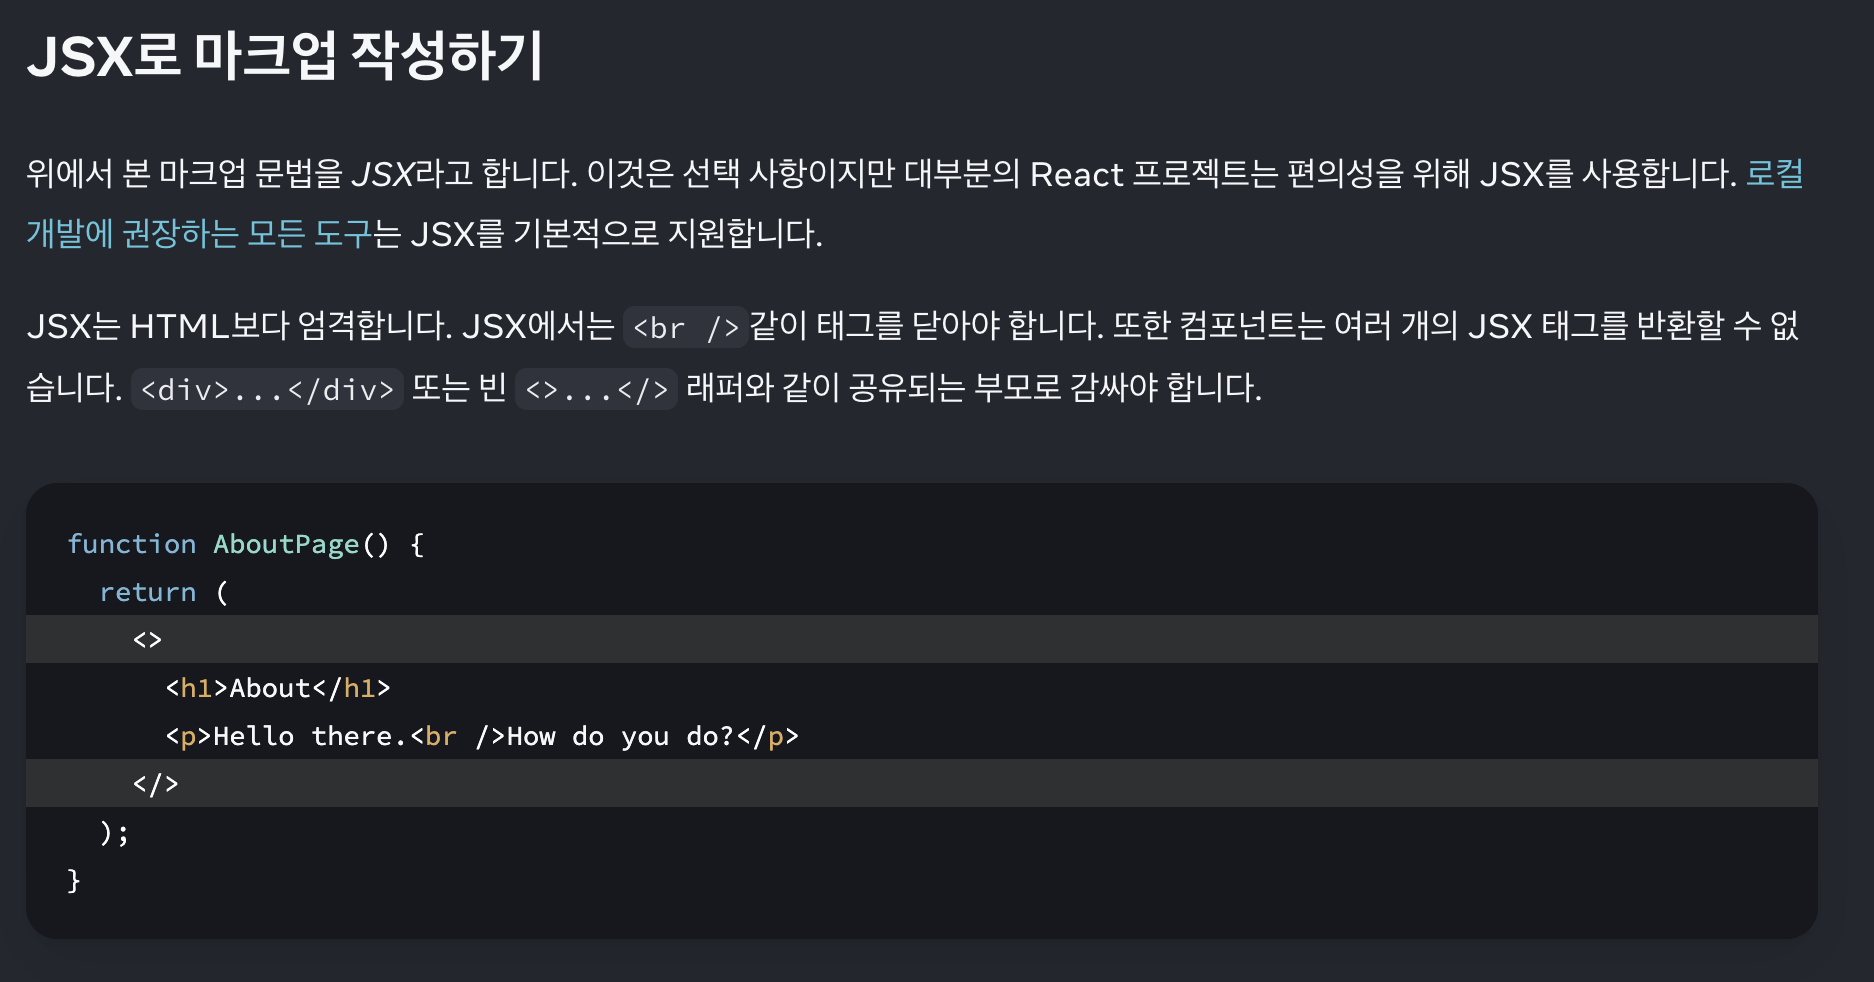 JSX로 마크업 작성하기
위에서 본 마크업 문법을 JSX라고 합니다. 이것은 선택 사항이지만 대부분의 React 프로젝트는 편의성을 위해 JSX를 사용합니다. 로컬
개발에 권장하는 모든 도구는 JSX를 기본적으로 지원합니다.
JSX는 HTML보다 엄격합니다. JSX에서는 <br />같이 태그를 닫아야 합니다. 또한 컴포넌트는 여러 개의 JSX 태그를 반환할 수 없
습니다. <div>...</div> 또는 빈 <>...</> 래퍼와 같이 공유되는 부모로 감싸야 합니다.
function AboutPage() {
  return (
    <>
      <h1>About</h1>
      <p>Hello there.<br />How do you do?</p>
    </>
  );
}